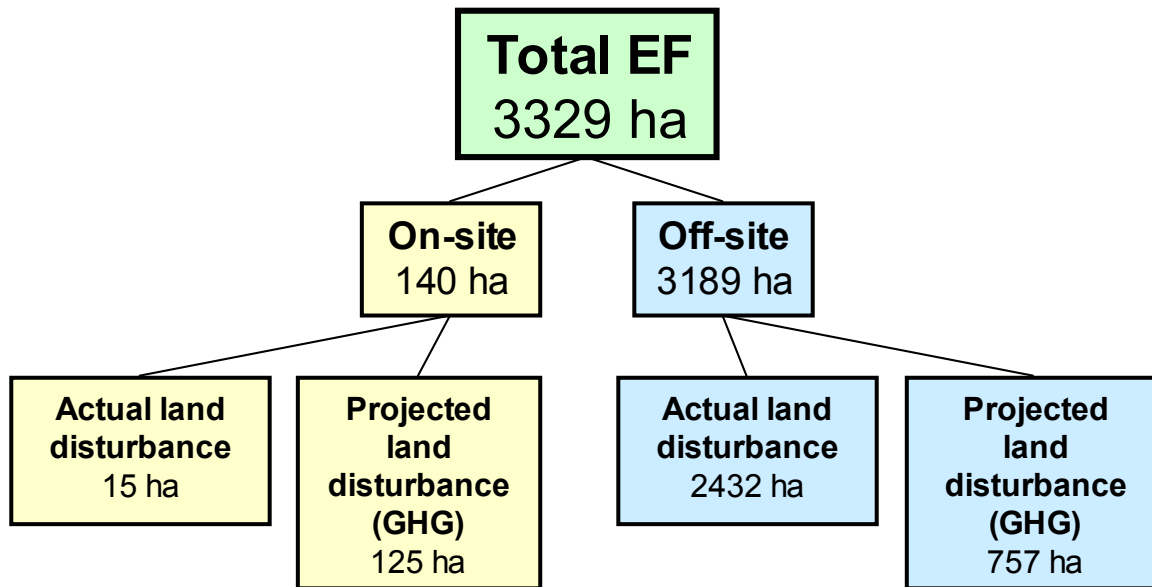 Total EF
3329 ha
On-site
140 ha
Off-site
3189 ha
Actual land
disturbance
15 ha
Projected
land
disturbance
(GHG)
125 ha
Actual land
disturbance
2432 ha
Projected
land
disturbance
(GHG)
757 ha